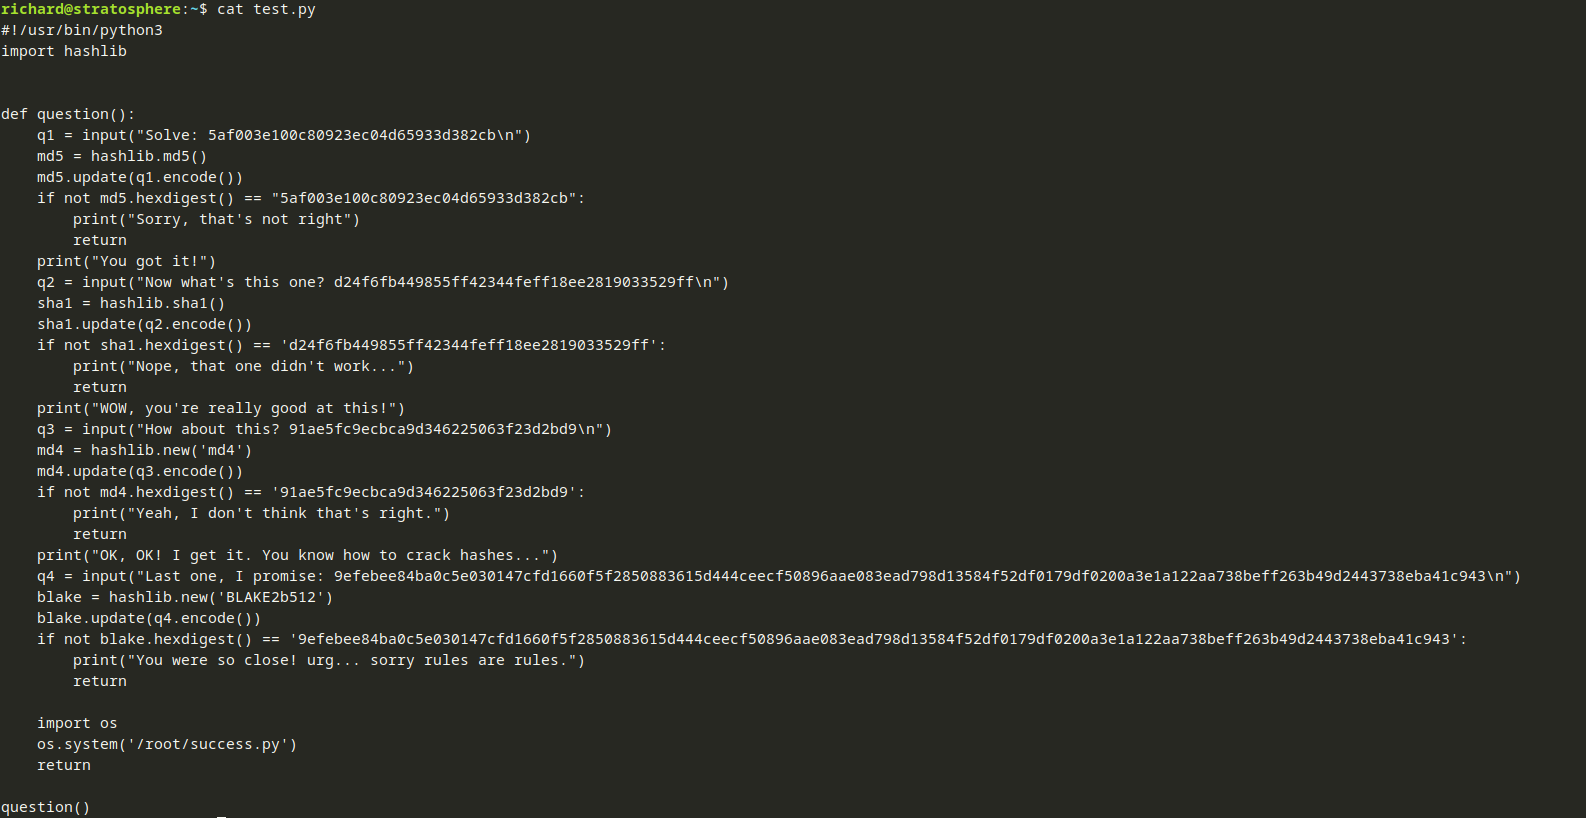 richard@stratosphere:~$ cat test.py
#!/usr/bin/python3
import hashlib


def question():
    q1 = input("Solve: 5af003e100c80923ec04d65933d382cb\n")
    md5 = hashlib.md5()
    md5.update(q1.encode())
    if not md5.hexdigest() == "5af003e100c80923ec04d65933d382cb":
        print("Sorry, that's not right")
        return
    print("You got it!")
    q2 = input("Now what's this one? d24f6fb449855ff42344feff18ee2819033529ff\n")
    sha1 = hashlib.sha1()
    sha1.update(q2.encode())
    if not sha1.hexdigest() == 'd24f6fb449855ff42344feff18ee2819033529ff':
        print("Nope, that one didn't work...")
        return
    print("WOW, you're really good at this!")
    q3 = input("How about this? 91ae5fc9ecbca9d346225063f23d2bd9\n")
    md4 = hashlib.new('md4')
    md4.update(q3.encode())
    if not md4.hexdigest() == '91ae5fc9ecbca9d346225063f23d2bd9':
        print("Yeah, I don't think that's right.")
        return
    print("OK, OK! I get it. You know how to crack hashes...")
    q4 = input("Last one, I promise: 9efebee84ba0c5e030147cfd1660f5f2850883615d444ceecf50896aae083ead798d13584f52df0179df0200a3e1a122aa738beff263b49d2443738eba41c943\n")
    blake = hashlib.new('BLAKE2b512')
    blake.update(q4.encode())
    if not blake.hexdigest() == '9efebee84ba0c5e030147cfd1660f5f2850883615d444ceecf50896aae083ead798d13584f52df0179df0200a3e1a122aa738beff263b49d2443738eba41c943':
        print("You were so close! urg... sorry rules are rules.")
        return

    import os
    os.system('/root/success.py')
    return

question()